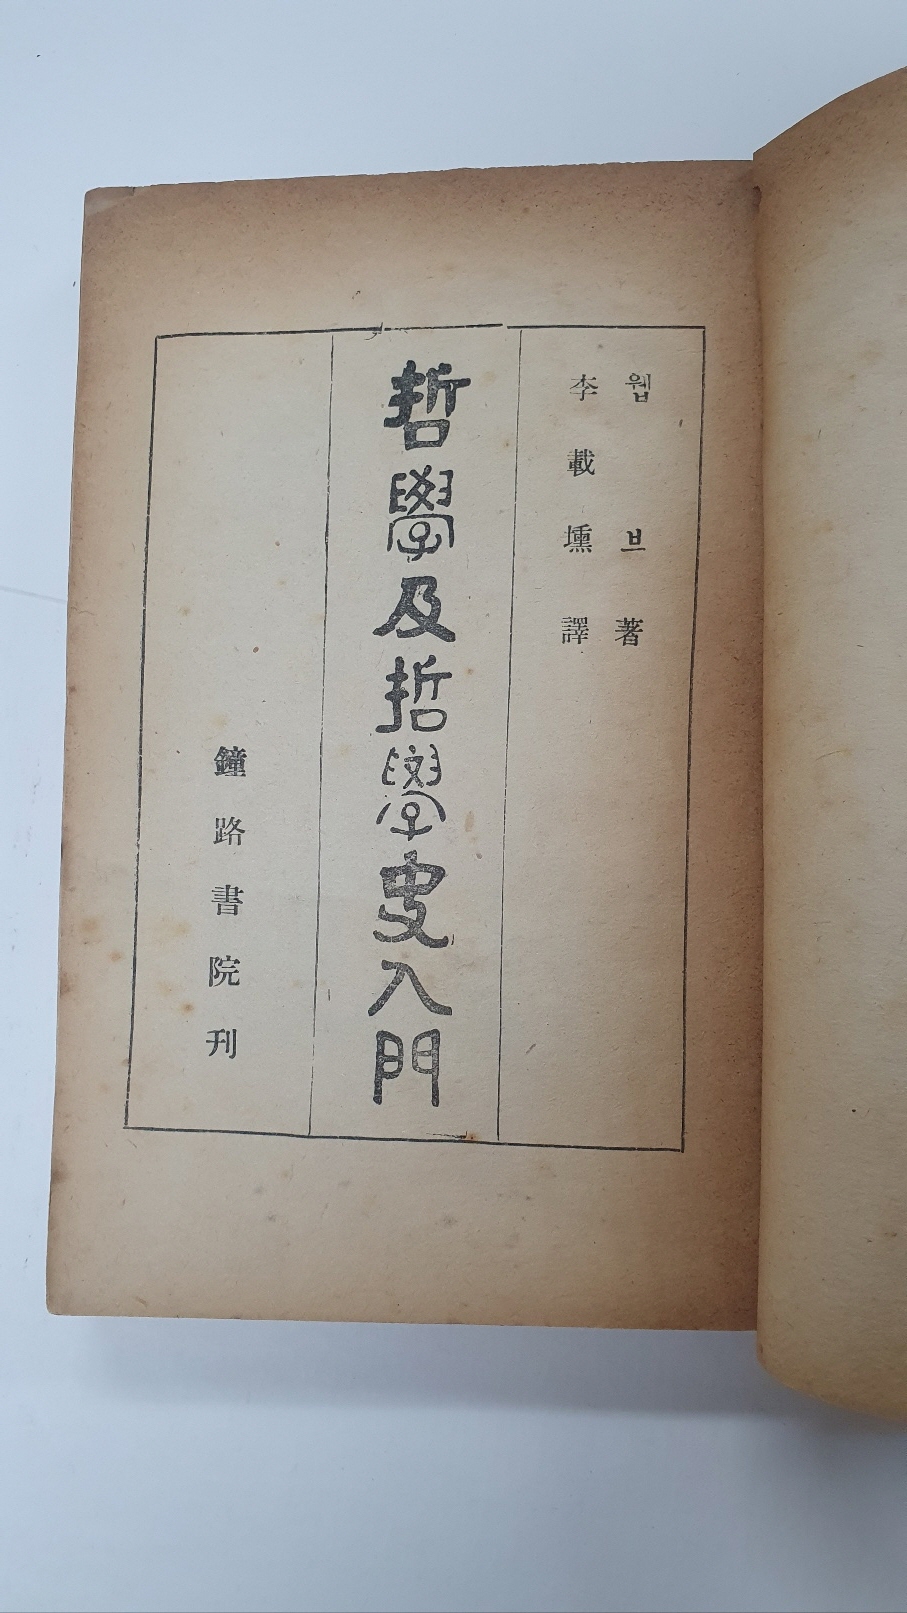 웹브著
李載壎譯
哲學及哲學史入門
鐘路書院刊